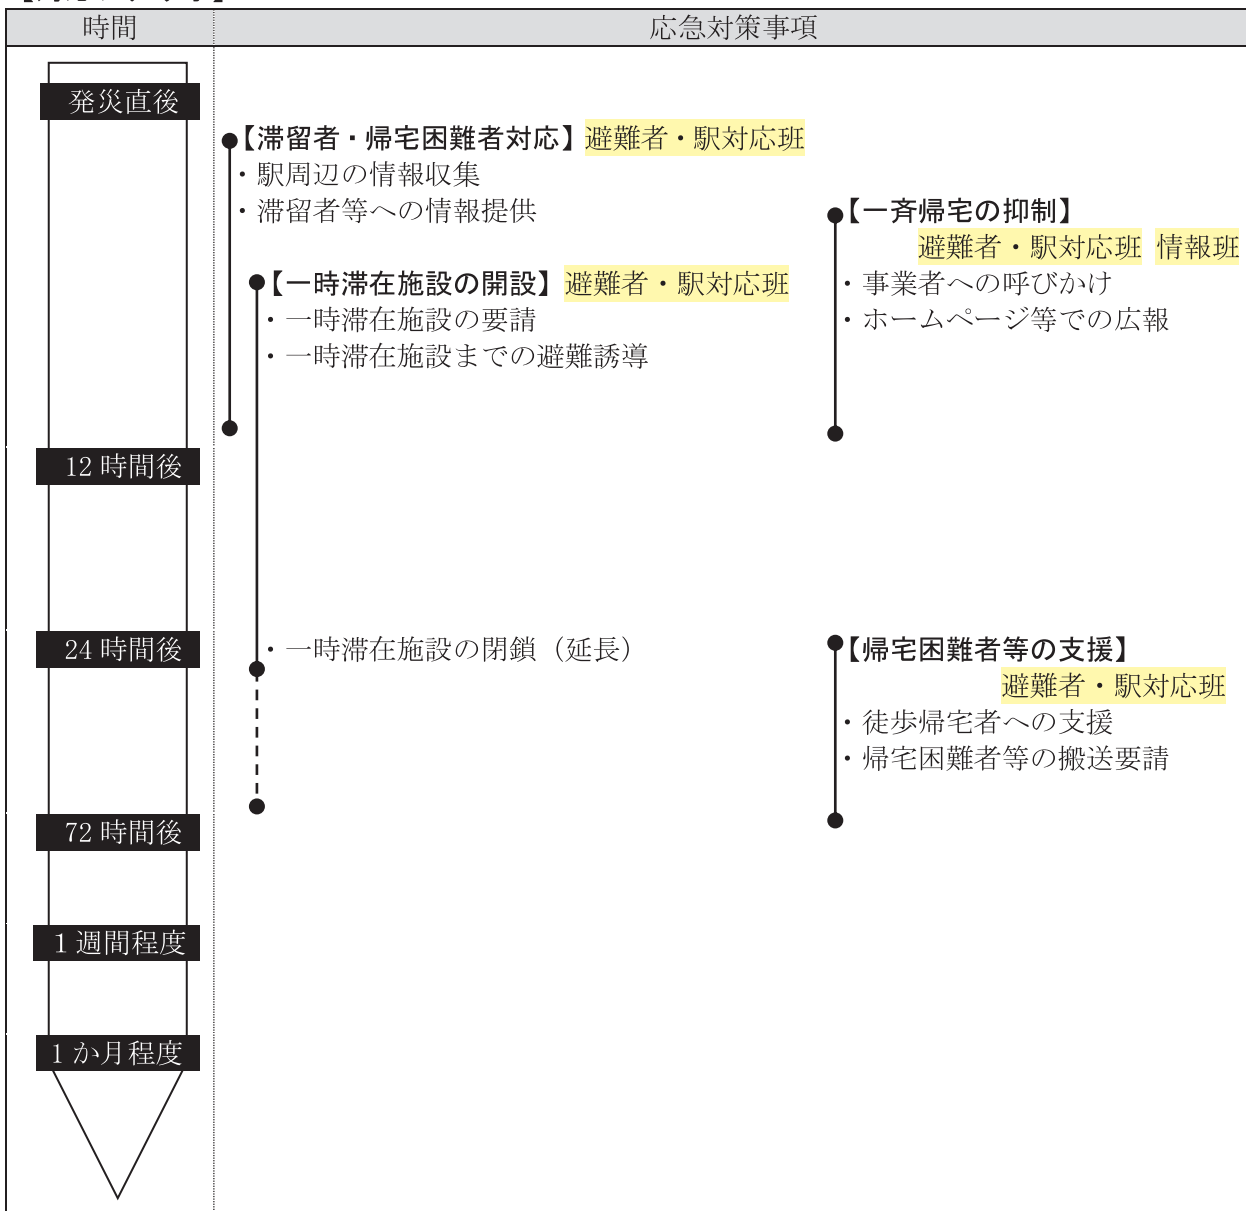 時間
応急対策事項
発災直後
【滞留者・帰宅困難者対応】避難者・駅対応班
・駅周辺の情報収集
・滞留者等への情報提供
【一斉帰宅の抑制】
避難者・駅対応班 情報班
・事業者への呼びかけ
・ホームページ等での広報
【一時滞在施設の開設】避難者・駅対応班
・一時滞在施設の要請
・一時滞在施設までの避難誘導
12時間後
24時間後
・一時滞在施設の閉鎖（延長）
【帰宅困難者等の支援】
避難者・駅対応班
・徒歩帰宅者への支援
・帰宅困難者等の搬送要請
72時間後
1週間程度
1か月程度